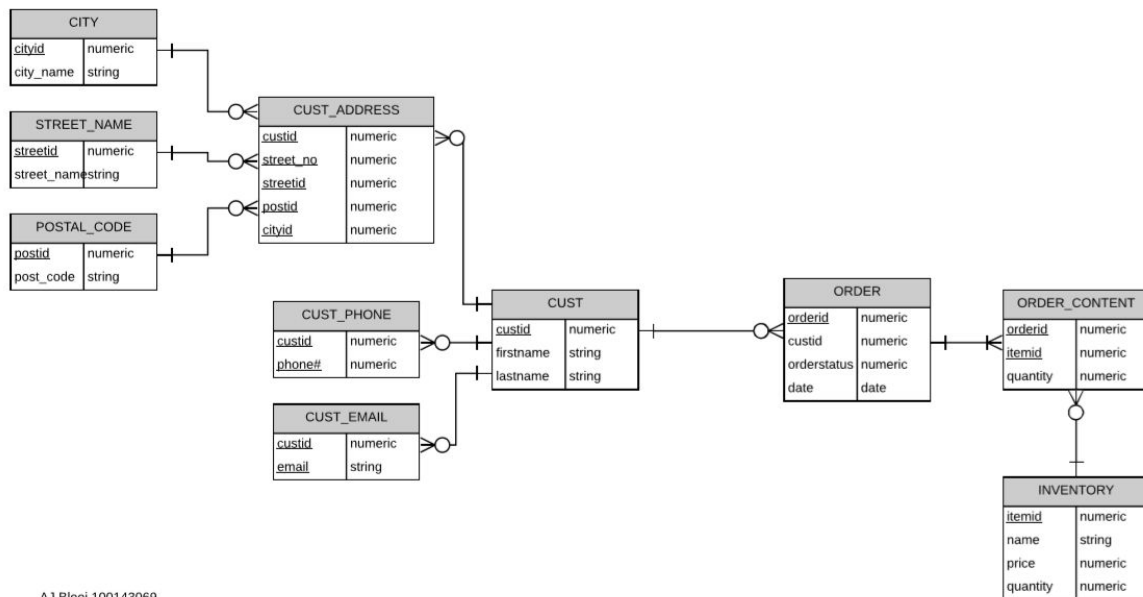 CITY
cityid numeric
city_name string
STREET_NAME
streetid numeric
street_name string
POSTAL_CODE
postid numeric
post_code string
CUST_ADDRESS
custid numeric
street_no numeric
streetid numeric
postid numeric
cityid numeric
CUST_PHONE
custid numeric
phone# numeric
CUST_EMAIL
custid numeric
email string
CUST
custid numeric
firstname string
lastname string
ORDER
orderid numeric
custid numeric
orderstatus numeric
date date
ORDER_CONTENT
orderid numeric
itemid numeric
quantity numeric
INVENTORY
itemid numeric
name string
price numeric
quantity numeric